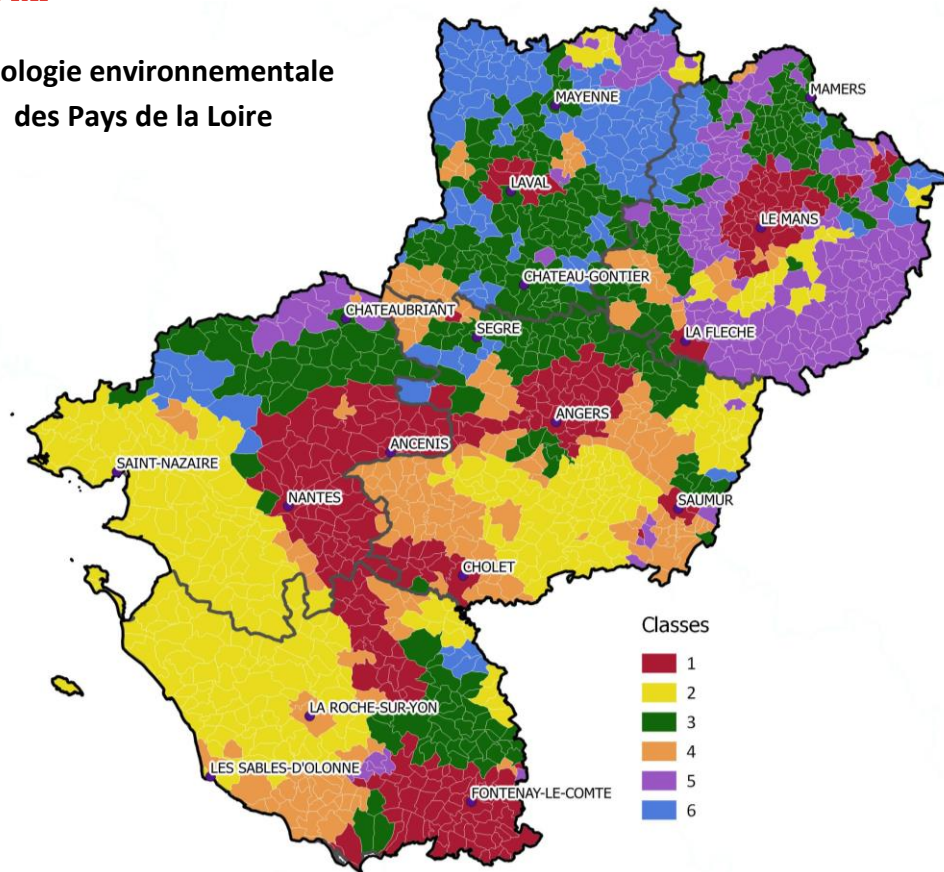 ologie environnementale
des Pays de la Loire
MAMERS
MAYENNE
LAVAL
LE MANS
CHATEAU-GONTIER
CHATEAUBRIANT
SEGRE
LA FLECHE
ANGERS
ANCENIS
SAINT-NAZAIRE
SAUMUR
NANTES
CHOLET
Classes
1
2
3
4
5
6
LA ROCHE-SUR-YON
LES SABLES-D'OLONNE
FONTENAY-LE-COMTE